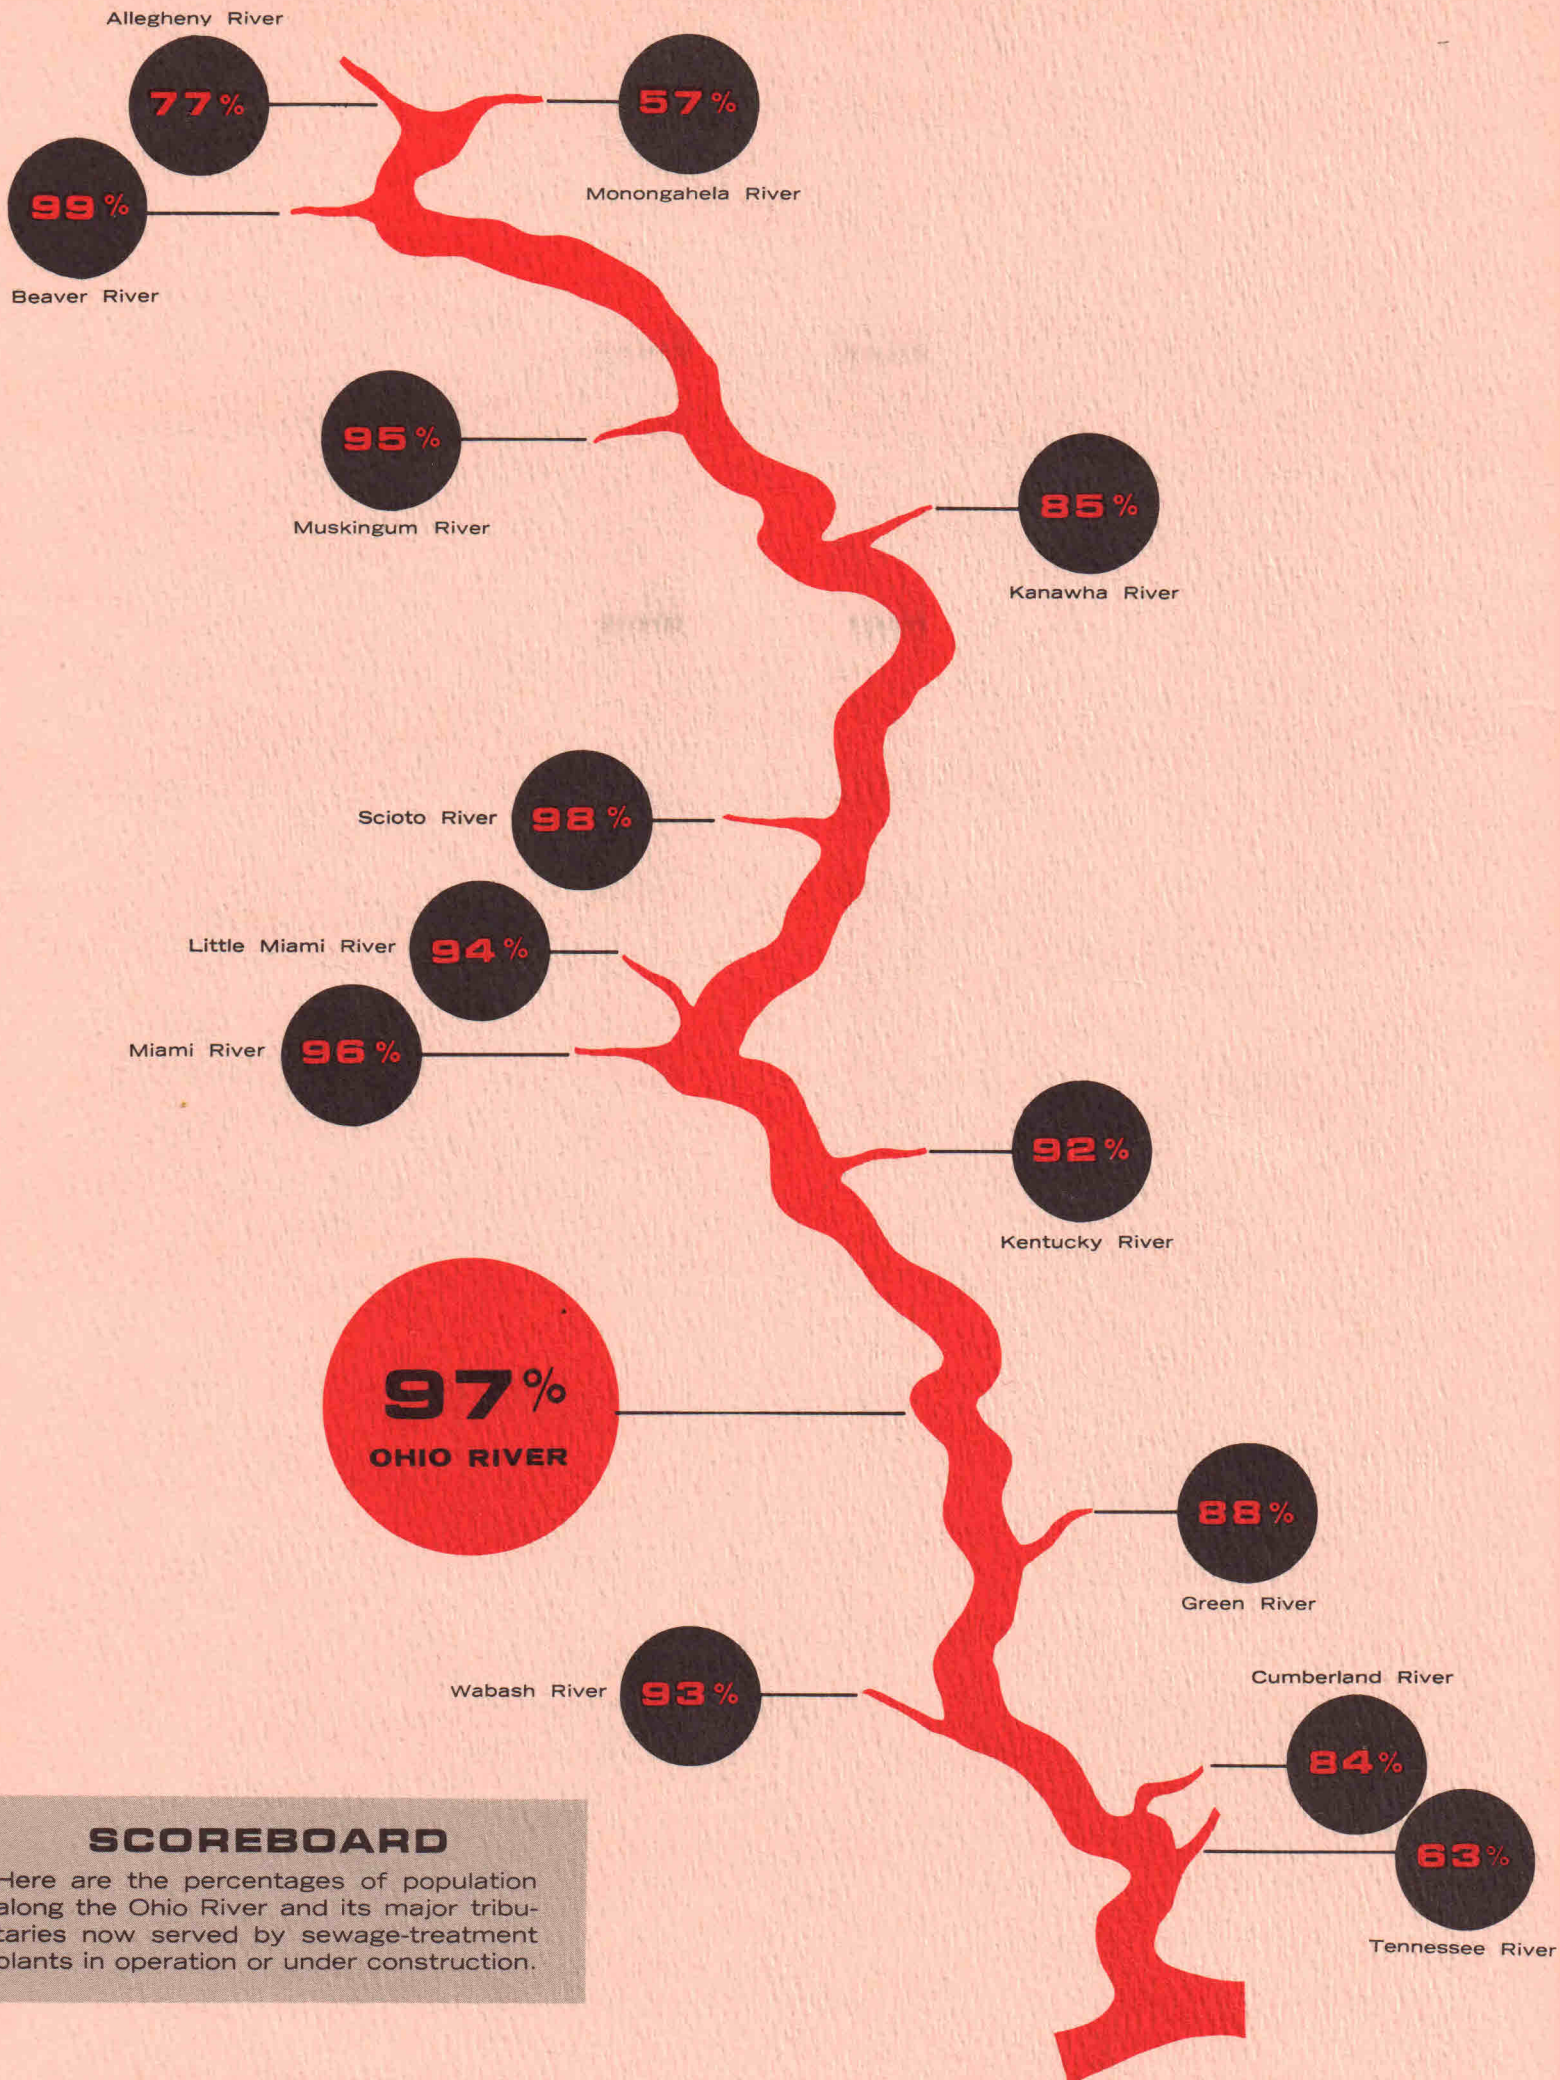 Allegheny River
77%
57%
Monongahela River
99%
Beaver River
95%
Muskingum River
85%
Kanawha River
Scioto River
98%
Little Miami River
94%
Miami River
96%
92%
Kentucky River
97%
OHIO RIVER
88%
Green River
Wabash River
93%
Cumberland River
84%
63%
Tennessee River
SCOREBOARD
Here are the percentages of population
along the Ohio River and its major tribu-
taries now served by sewage-treatment
plants in operation or under construction.